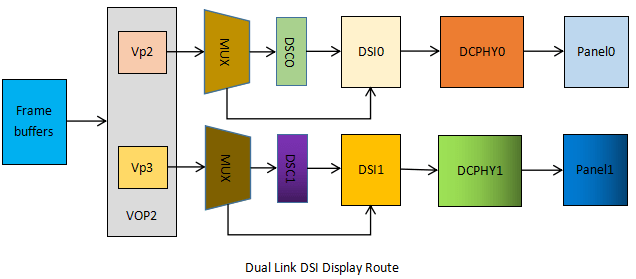 Frame
buffers
Vp2
Vp3
VOP2
MUX
DSC0
DSI0
DCPHY0
Panel0
MUX
DSC1
DSI1
DCPHY1
Panel1
Dual Link DSI Display Route